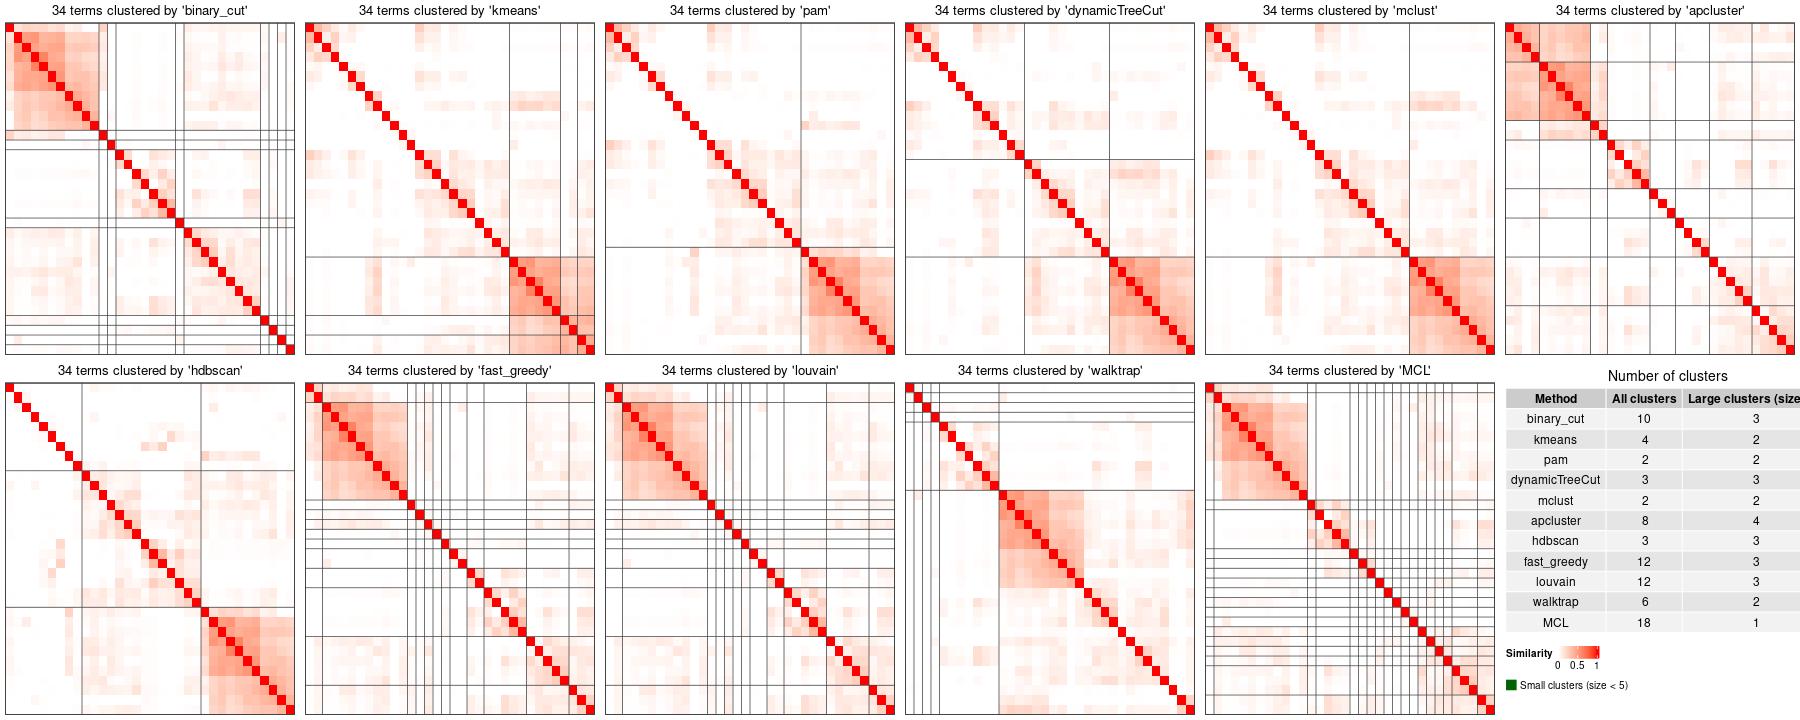 34 terms clustered by 'binary_cut'
34 terms clustered by 'kmeans'
34 terms clustered by 'pam'
34 terms clustered by 'dynamicTreeCut'
34 terms clustered by 'mclust'
34 terms clustered by 'apcluster'
34 terms clustered by 'hdbscan'
34 terms clustered by 'fast_greedy'
34 terms clustered by 'louvain'
34 terms clustered by 'walktrap'
34 terms clustered by 'MCL'
Number of clusters
Method All clusters Large clusters (size
binary_cut 10 3
kmeans 4 2
pam 2 2
dynamicTreeCut 3 3
mclust 2 2
apcluster 8 4
hdbscan 3 3
fast_greedy 12 3
louvain 12 3
walktrap 6 2
MCL 18 1
Similarity
0 0.5 1
Small clusters (size < 5)